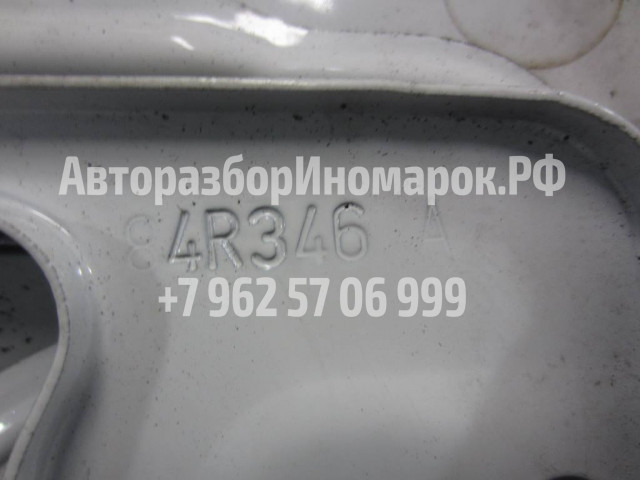 АвторазборИномарок.РФ
4R346 A
+7 962 57 06 999